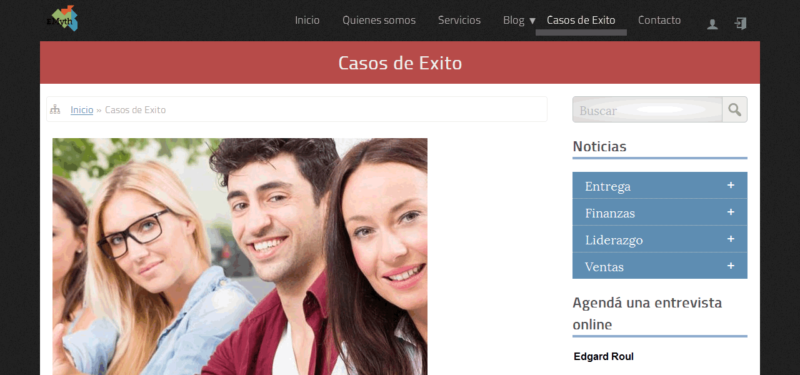 Myth
Inicio
Quienes somos
Servicios
Blog ▾
Casos de Exito
Contacto
Casos de Exito
Inicio » Casos de Exito
Buscar
Noticias
Entrega +
Finanzas +
Liderazgo +
Ventas +
Agendá una entrevista
online
Edgard Roul